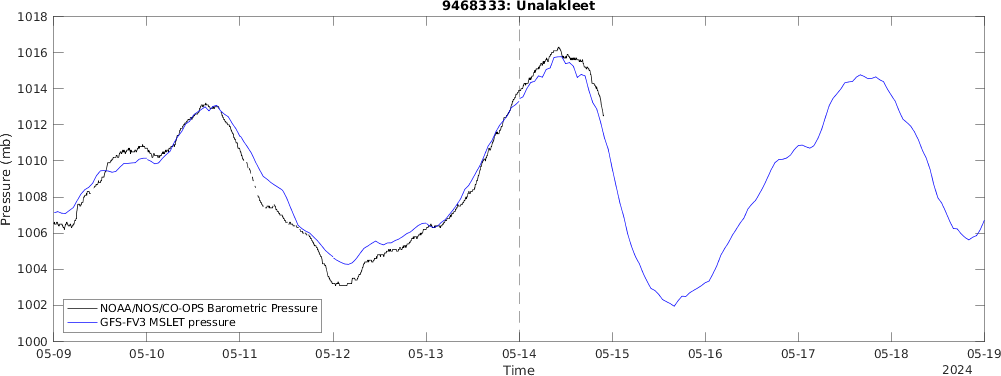 9468333: Unalakleet
1018
1016
1014
1012
1010
1008
1006
1004
1002
1000
Pressure (mb)
NOAA/NOS/CO-OPS Barometric Pressure
GFS-FV3 MSLET pressure
05-09 05-10 05-11 05-12 05-13 05-14 05-15 05-16 05-17 05-18 05-19
Time
2024